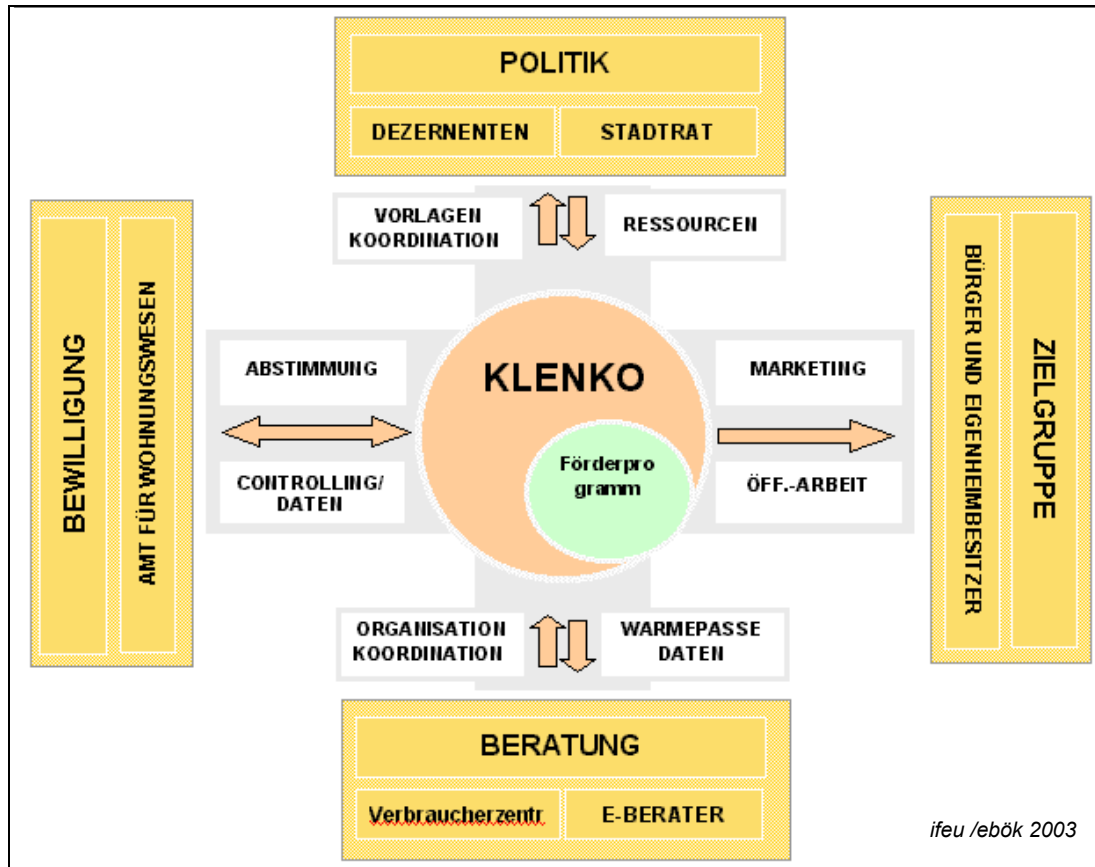 POLITIK
DEZERNENTEN
STADTRAT
VORLAGEN
KOORDINATION
RESSOURCEN
BEWILLIGUNG
AMT FÜR WOHNUNGSWESEN
ABSTIMMUNG
CONTROLLING/
DATEN
KLENKO
Förderpro
gramm
MARKETING
ÖFF.-ARBEIT
BÜRGER UND EIGENHEIMBESITZER
ZIELGRUPPE
ORGANISATION
KOORDINATION
WARMEPASSE
DATEN
BERATUNG
Verbraucherzentr
E-BERATER
ifeu /ebök 2003